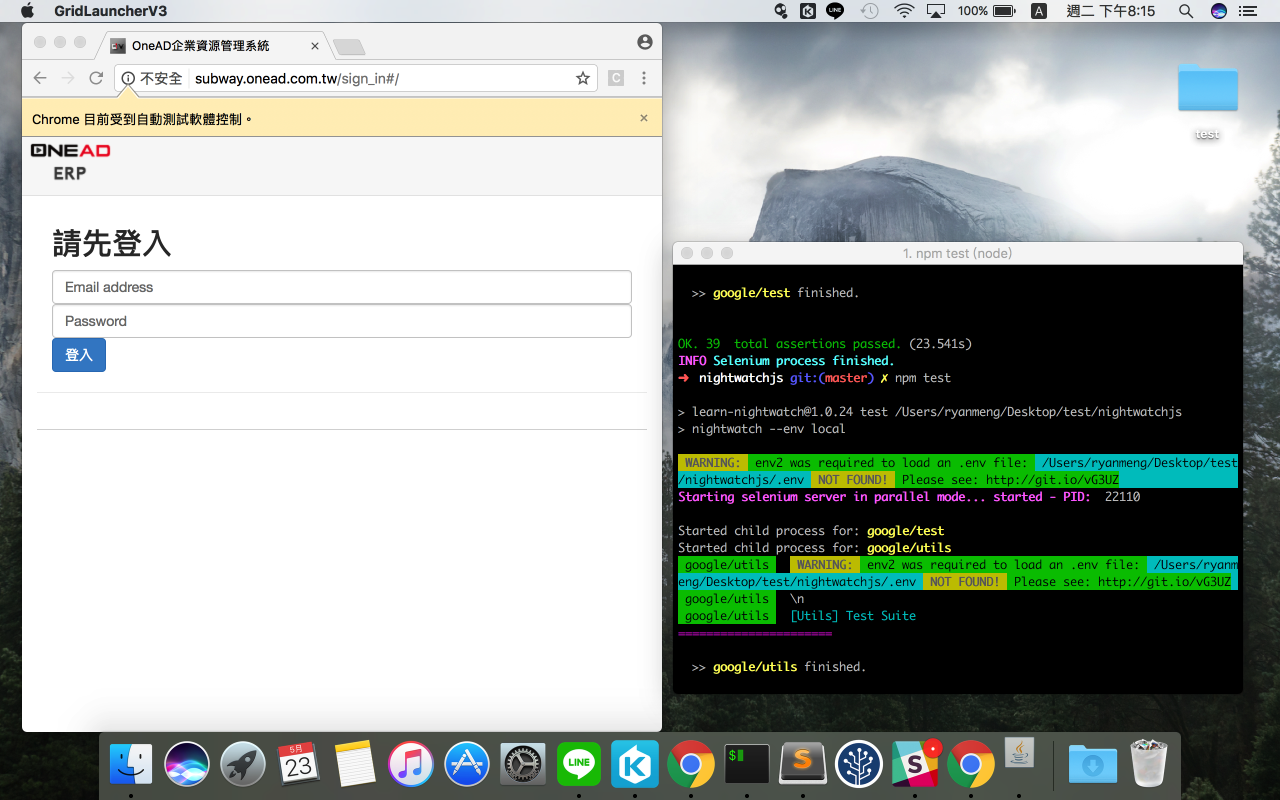 GridLauncherV3
LINE
100%
A
週二 下午8:15
OneAD企業資源管理系統
不安全
subway.onead.com.tw/sign_in#/
C
Chrome 目前受到自動測試軟體控制。
ONEAD
ERP
請先登入
Email address
Password
登入
test
1. npm test (node)
>> google/test finished.
OK. 39 total assertions passed. (23.541s)
INFO Selenium process finished.
➜ nightwatchjs git:(master) ✗ npm test
> learn-nightwatch@1.0.24 test /Users/ryanmeng/Desktop/test/nightwatchjs
> nightwatch --env local
WARNING: env2 was required to load an .env file: /Users/ryanmeng/Desktop/test
/nightwatchjs/.env NOT FOUND! Please see: http://git.io/vG3UZ
Starting selenium server in parallel mode... started - PID: 22110
Started child process for: google/test
Started child process for: google/utils
google/utils WARNING: env2 was required to load an .env file: /Users/ryanm
eng/Desktop/test/nightwatchjs/.env NOT FOUND! Please see: http://git.io/vG3UZ
google/utils \n
google/utils [Utils] Test Suite
======================
>> google/utils finished.
5月
23
LINE
$
S
S